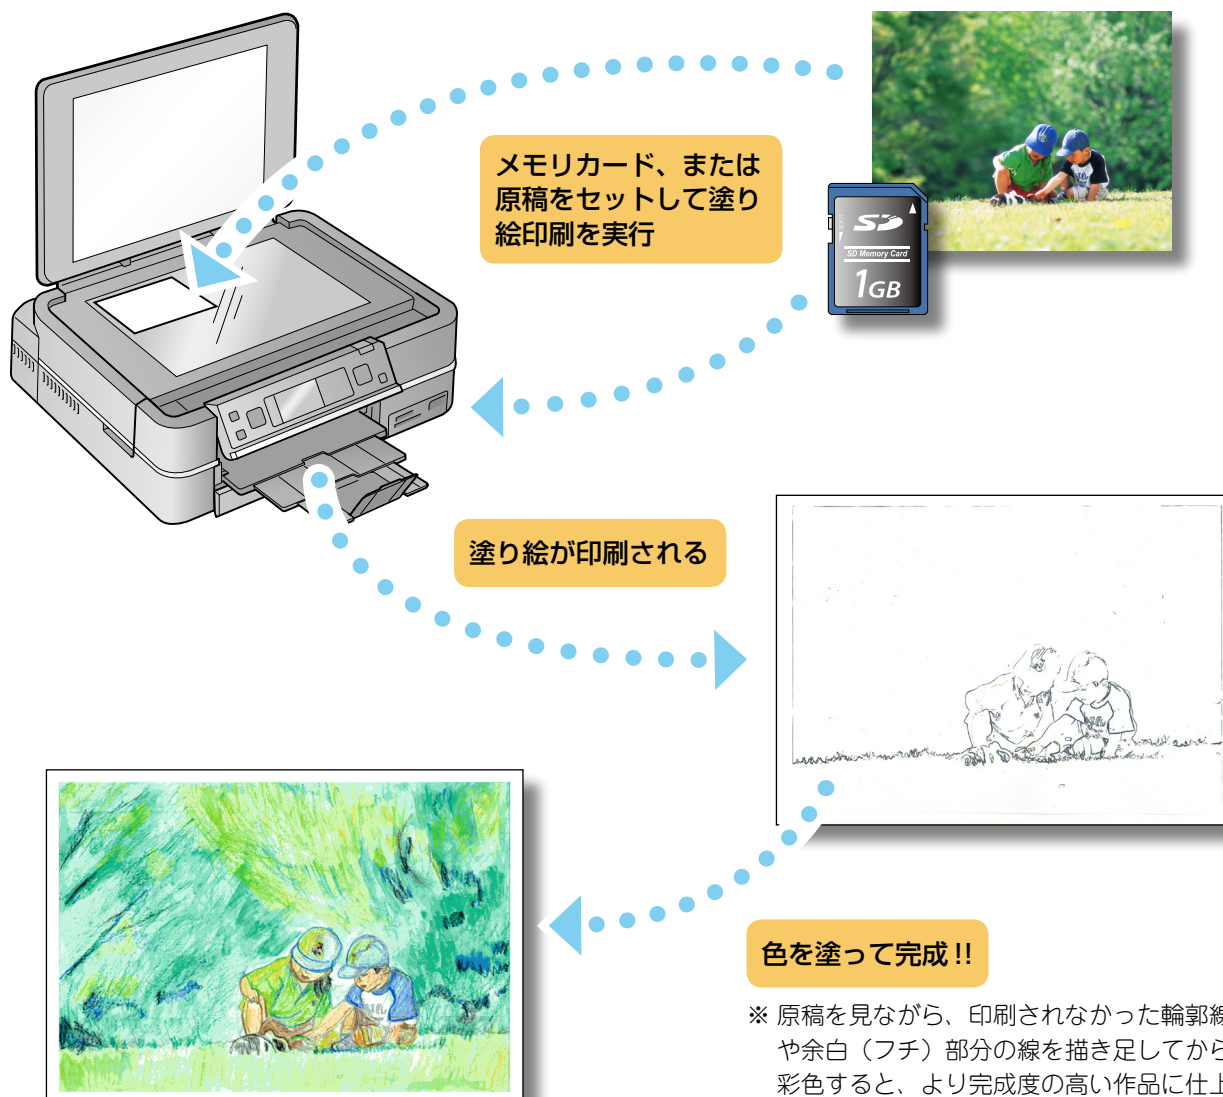 メモリカード、または
原稿をセットして塗り
絵印刷を実行
SD
SD Memory Card
1GB
塗り絵が印刷される
色を塗って完成!!
※ 原稿を見ながら、印刷されなかった輪郭線
や余白（フチ）部分の線を描き足してから
彩色すると、より完成度の高い作品に仕上